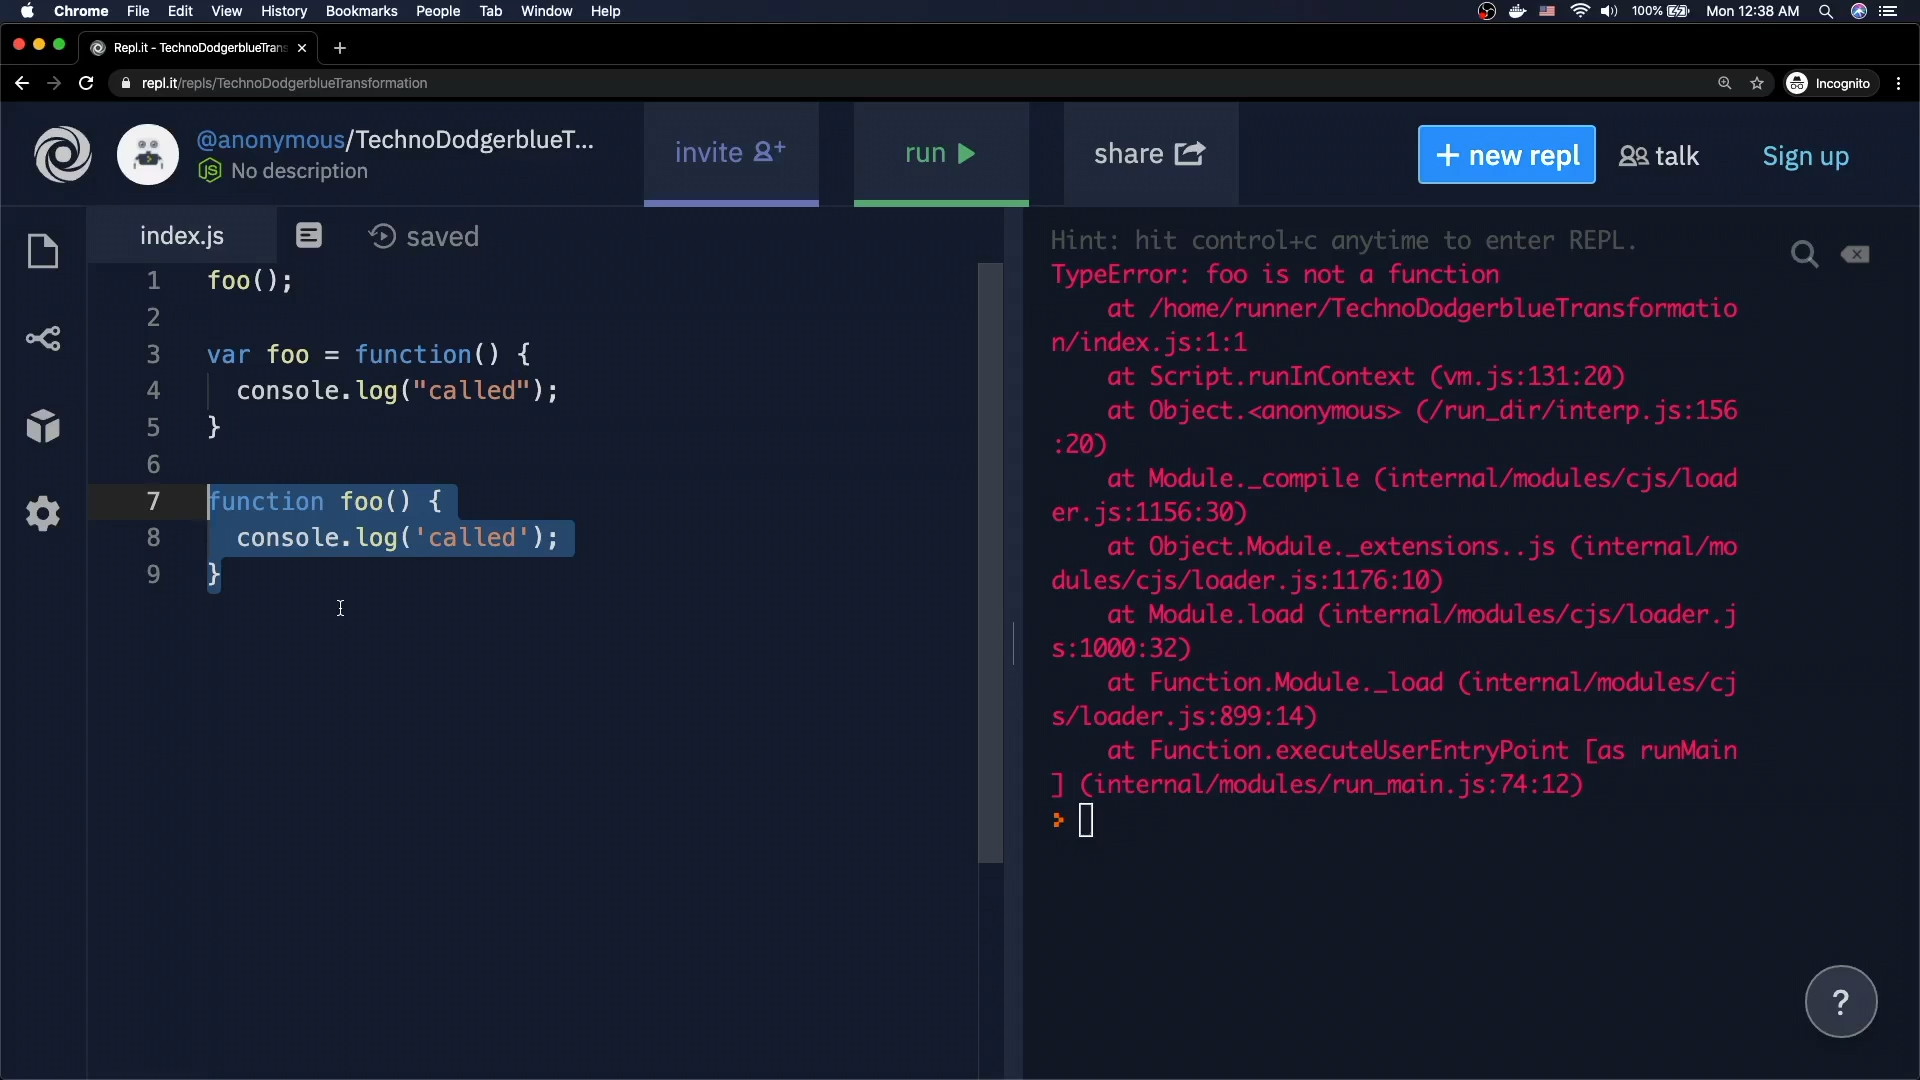 Chrome File Edit View History Bookmarks People Tab Window Help 100% Mon 12:38 AM
Repl.it - TechnoDodgerblueTrans
repl.it/repls/TechnoDodgerblueTransformation Incognito
@anonymous/TechnoDodgerblueT...
No description
invite
run
share
+ new repl
talk
Sign up
index.js
saved
1 foo();
2
3 var foo = function() {
4 console.log("called");
5 }
6
7 function foo() {
8 console.log('called');
9 }
Hint: hit control+c anytime to enter REPL.
TypeError: foo is not a function
at /home/runner/TechnoDodgerblueTransformatio
n/index.js:1:1
at Script.runInContext (vm.js:131:20)
at Object.<anonymous> (/run_dir/interp.js:156
:20)
at Module._compile (internal/modules/cjs/load
er.js:1156:30)
at Object.Module._extensions..js (internal/mo
dules/cjs/loader.js:1176:10)
at Module.load (internal/modules/cjs/loader.j
s:1000:32)
at Function.Module._load (internal/modules/cj
s/loader.js:899:14)
at Function.executeUserEntryPoint [as runMain
] (internal/modules/run_main.js:74:12)
?